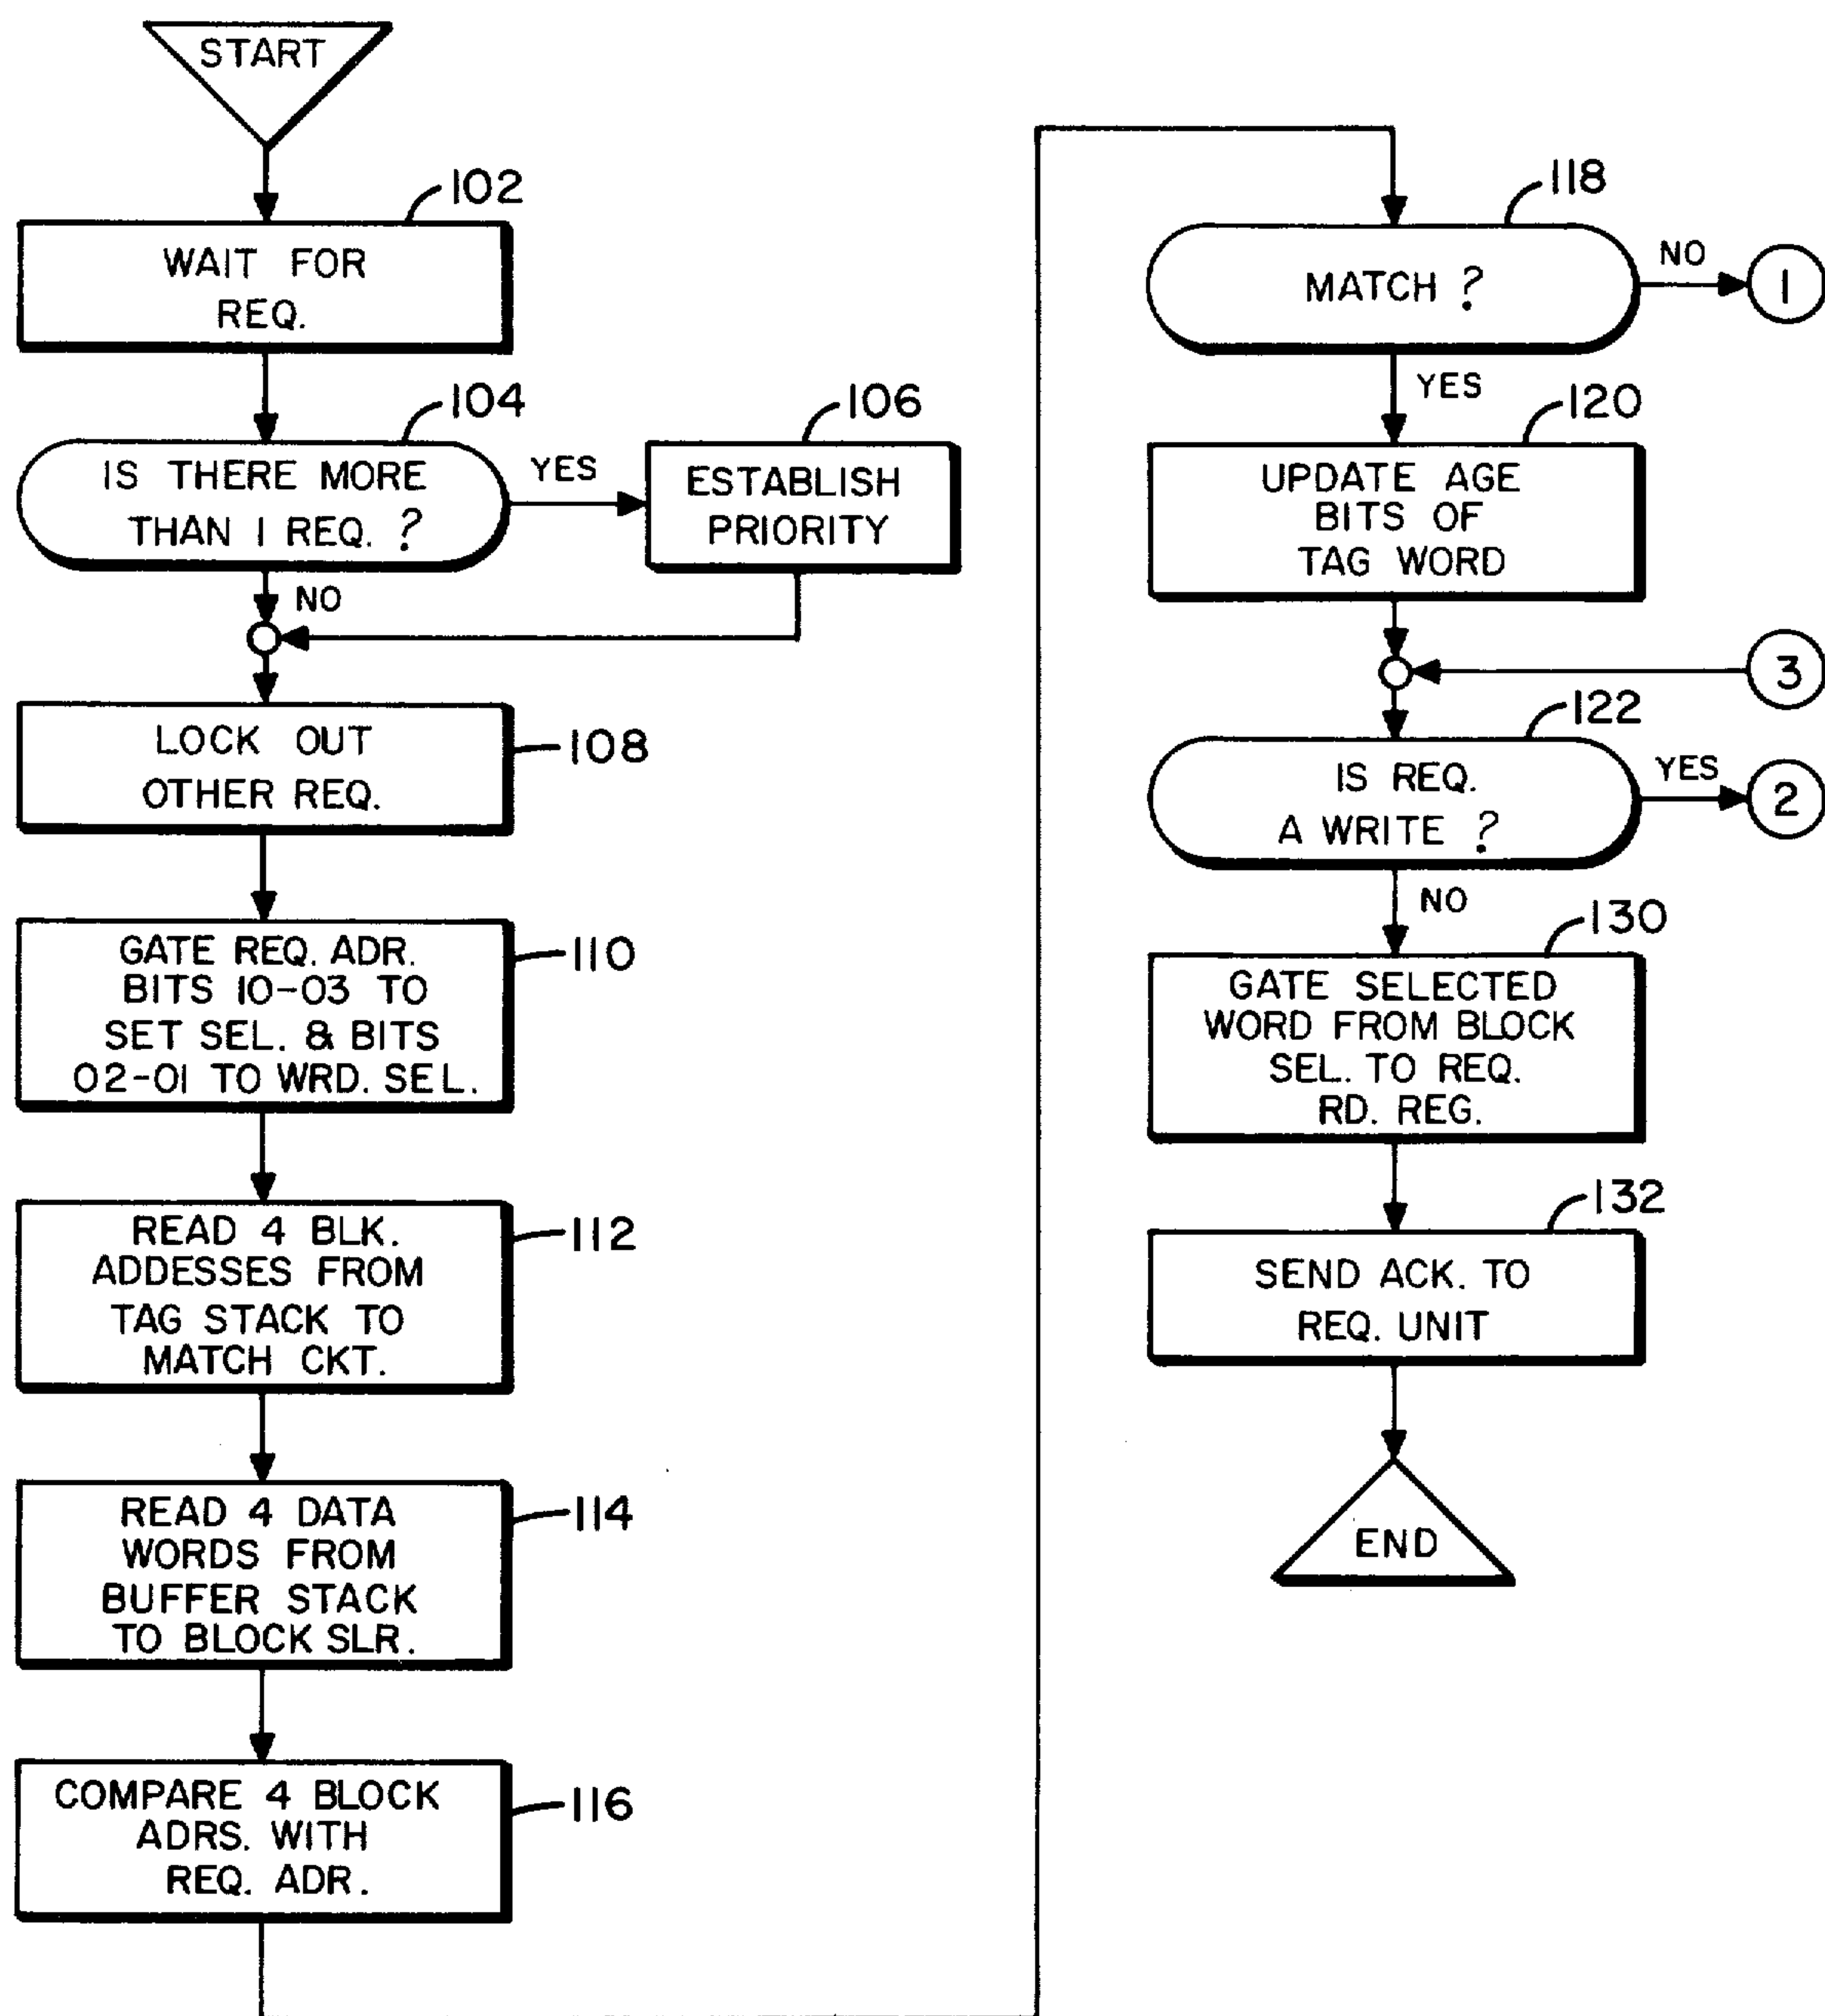 START
102
WAIT FOR
REQ.
104
IS THERE MORE
THAN 1 REQ. ?
YES
106
ESTABLISH
PRIORITY
NO
LOCK OUT
OTHER REQ.
108
GATE REQ. ADR.
BITS 10-03 TO
SET SEL. & BITS
02-01 TO WRD. SEL.
110
READ 4 BLK.
ADDESSES FROM
TAG STACK TO
MATCH CKT.
112
READ 4 DATA
WORDS FROM
BUFFER STACK
TO BLOCK SLR.
114
COMPARE 4 BLOCK
ADRS. WITH
REQ. ADR.
116
118
MATCH ?
NO
1
YES
120
UPDATE AGE
BITS OF
TAG WORD
3
122
IS REQ.
A WRITE ?
YES
2
NO
130
GATE SELECTED
WORD FROM BLOCK
SEL. TO REQ.
RD. REG.
132
SEND ACK. TO
REQ. UNIT
END